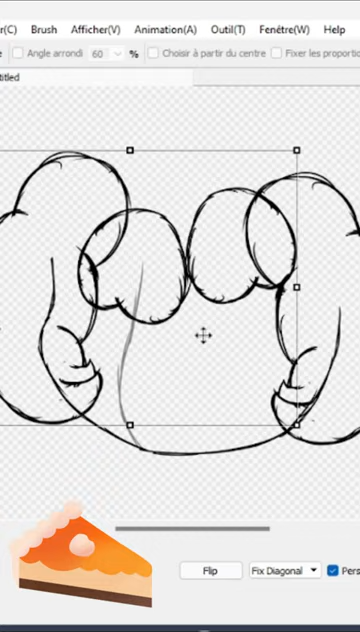 r(C) Brush Afficher(V) Animation(A) Outil(T) Fenêtre(W) Help
e Angle arrondi 60 % Choisir à partir du centre Fixer les proportio
titled
Flip Fix Diagonal Pers